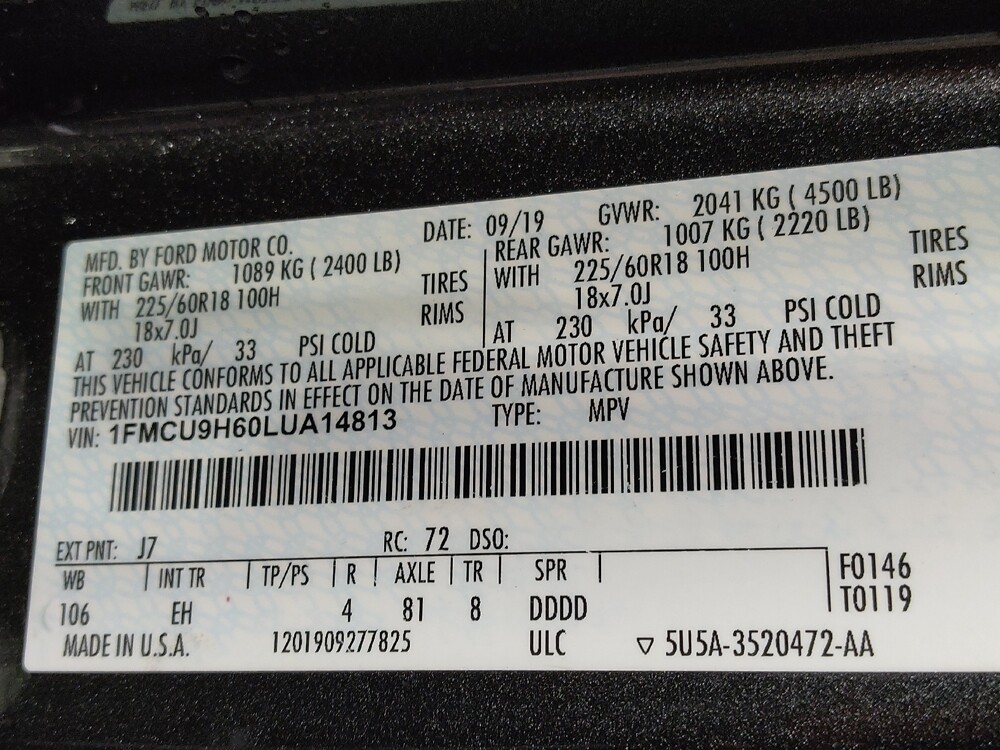 MFD. BY FORD MOTOR CO. DATE: 09/19 GVWR: 2041 KG ( 4500 LB)
FRONT GAWR: 1089 KG ( 2400 LB)
WITH 225/60R18 100H TIRES
18x7.0J RIMS
AT 230 kPa/ 33 PSI COLD
REAR GAWR: 1007 KG ( 2220 LB)
WITH 225/60R18 100H TIRES
18x7.0J RIMS
AT 230 kPa/ 33 PSI COLD
THIS VEHICLE CONFORMS TO ALL APPLICABLE FEDERAL MOTOR VEHICLE SAFETY AND THEFT
PREVENTION STANDARDS IN EFFECT ON THE DATE OF MANUFACTURE SHOWN ABOVE.
VIN: 1FMCU9H60LUA14813 TYPE: MPV
EXT PNT: J7 RC: 72 DSO:
WB INT TR TP/PS R AXLE TR SPR F0146
106 EH 4 81 8 DDDD T0119
MADE IN U.S.A. 1201909277825 ULC ▽ 5U5A-3520472-AA